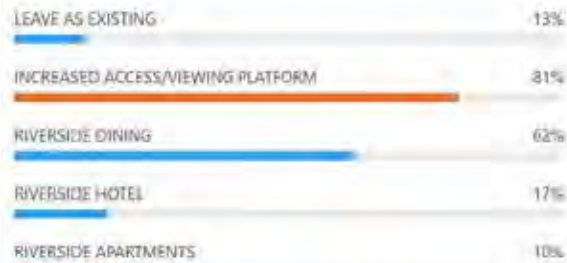 LEAVE AS EXISTING 13%
INCREASED ACCESS/VIEWING PLATFORM 81%
RIVERSIDE DINING 62%
RIVERSIDE HOTEL 17%
RIVERSIDE APARTMENTS 10%